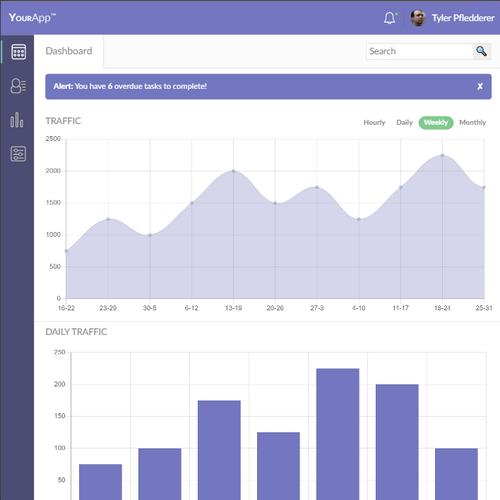 YourApp™
Tyler Pfledderer
Dashboard
Search
Alert: You have 6 overdue tasks to complete!
x
TRAFFIC
Hourly Daily Weekly Monthly
2500
2000
1500
1000
500
0
16-22 23-29 30-5 6-12 13-19 20-26 27-3 4-10 11-17 18-24 25-31
DAILY TRAFFIC
250
200
150
100
50